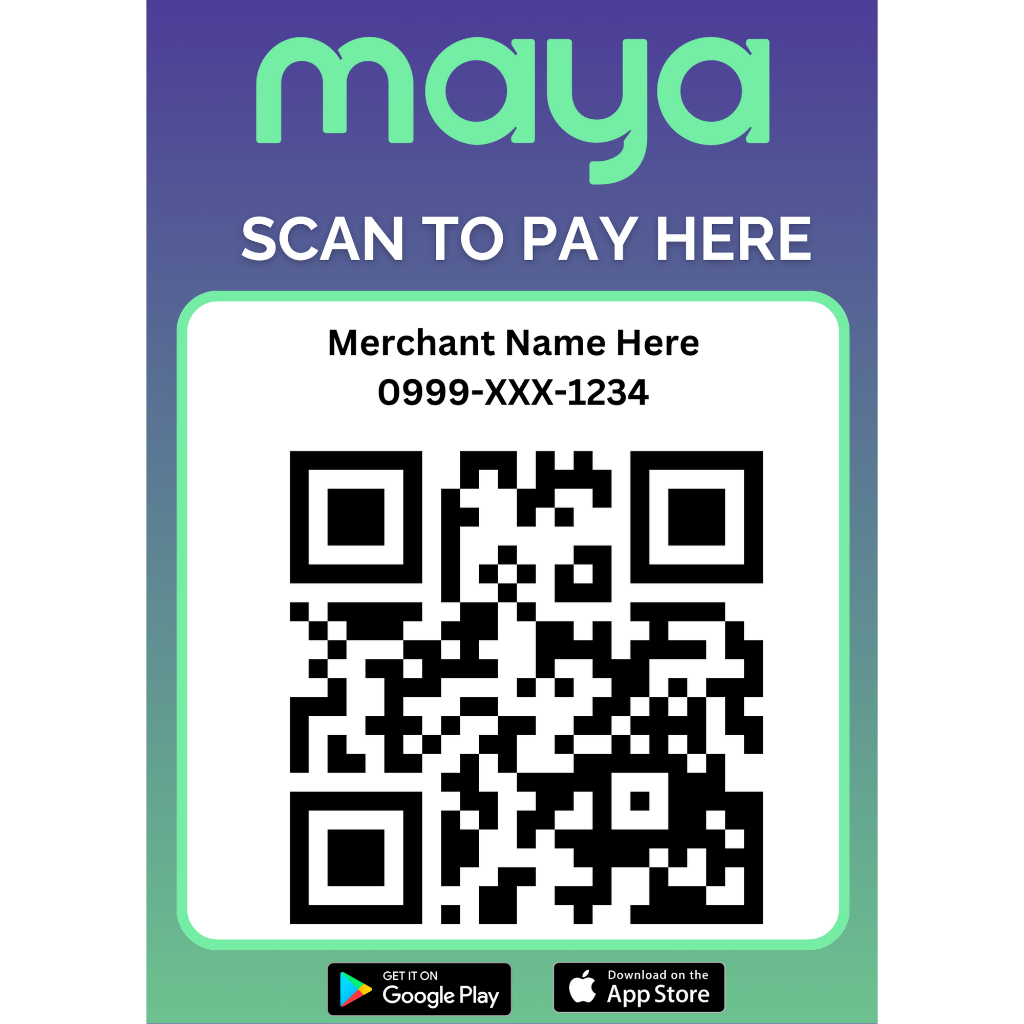 maya
SCAN TO PAY HERE
Merchant Name Here
0999-XXX-1234
GET IT ON
Google Play
Download on the
App Store